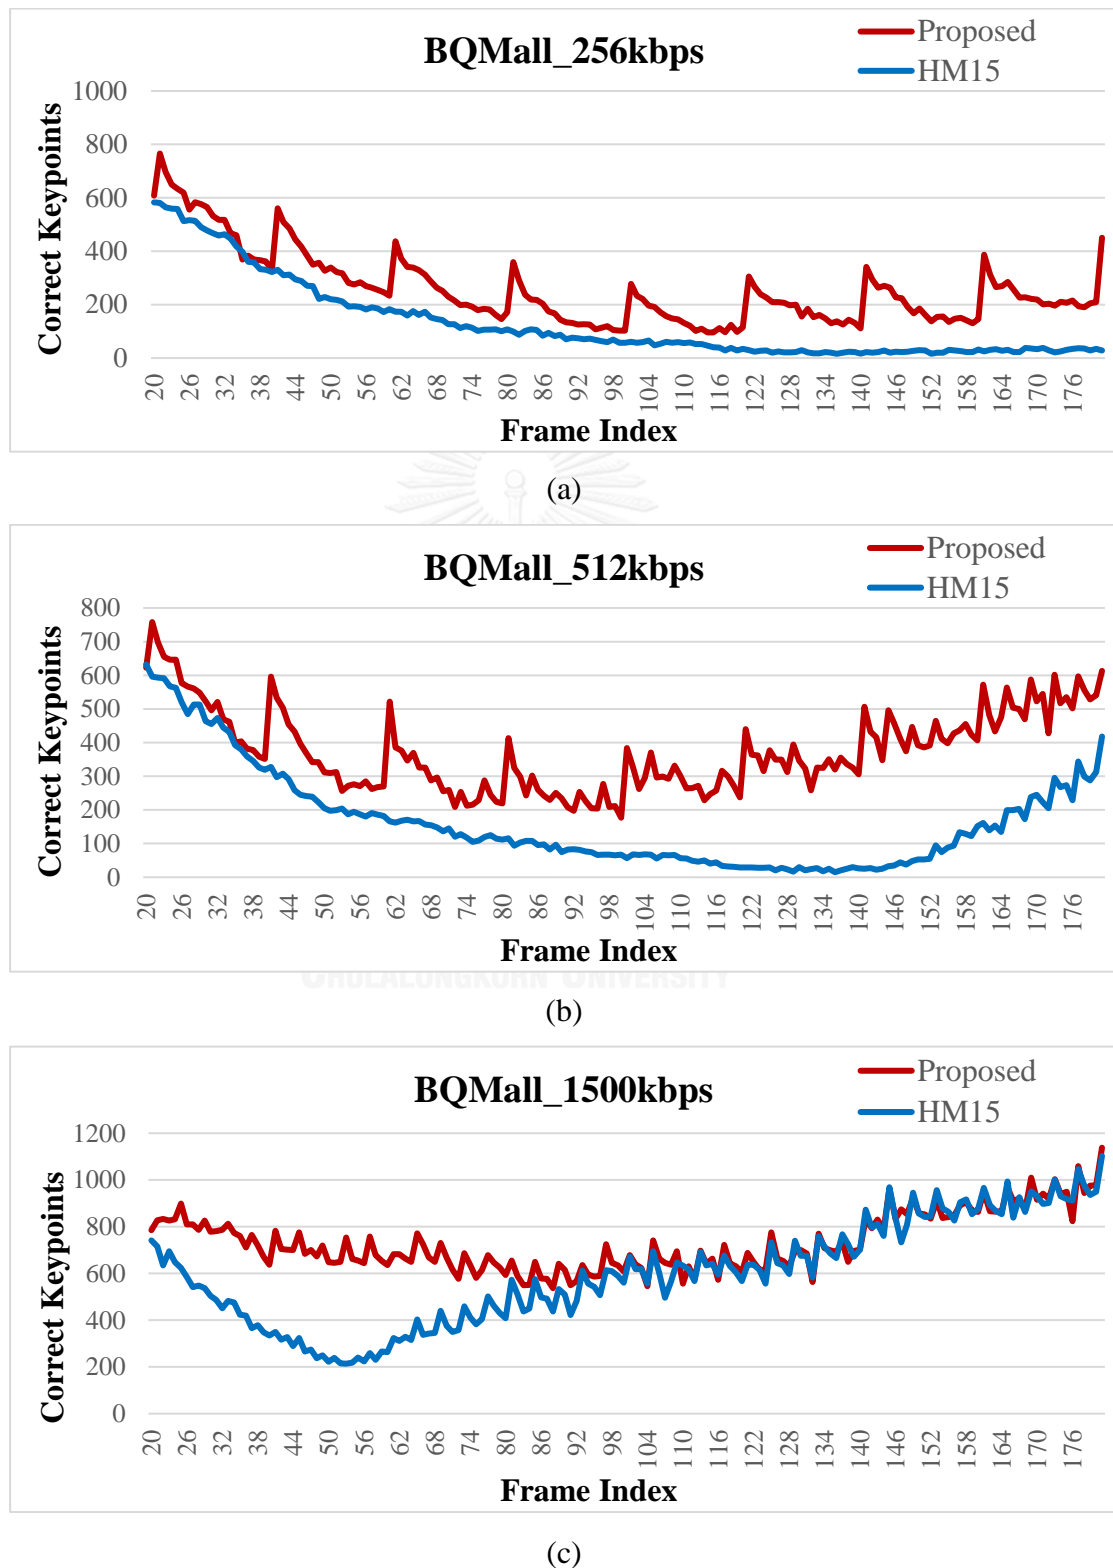 BQMall_256kbps
Proposed
HM15
Correct Keypoints
1000
800
600
400
200
0
20 26 32 38 44 50 56 62 68 74 80 86 92 98 104 110 116 122 128 134 140 146 152 158 164 170 176
Frame Index
(a)
BQMall_512kbps
Proposed
HM15
Correct Keypoints
800
700
600
500
400
300
200
100
0
20 26 32 38 44 50 56 62 68 74 80 86 92 98 104 110 116 122 128 134 140 146 152 158 164 170 176
Frame Index
CHULALONGKORN UNIVERSITY
(b)
BQMall_1500kbps
Proposed
HM15
Correct Keypoints
1200
1000
800
600
400
200
0
20 26 32 38 44 50 56 62 68 74 80 86 92 98 104 110 116 122 128 134 140 146 152 158 164 170 176
Frame Index
(c)